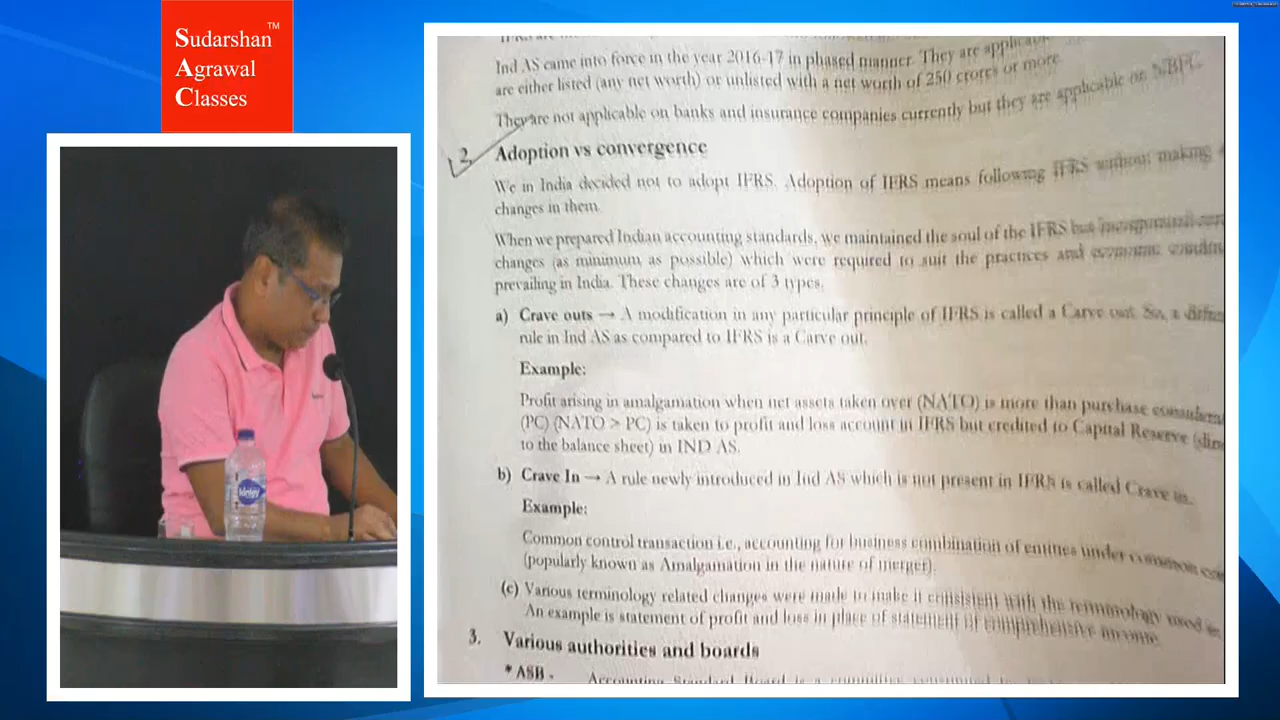 Sudarshan™
Agrawal
Classes
kinley
IFRS are
Ind AS came into force in the year 2016-17 in phased manner. They are applicable
are either listed (any net worth) or unlisted with a net worth of 250 crores or more.
They are not applicable on banks and insurance companies currently but they are applicable on NBFC
2. Adoption vs convergence
We in India decided not to adopt IFRS. Adoption of IFRS means following IFRS without making
changes in them.
When we prepared Indian accounting standards, we maintained the soul of the IFRS but incorporated
changes (as minimum as possible) which were required to suit the practices and economic
prevailing in India. These changes are of 3 types.
a) Crave outs → A modification in any particular principle of IFRS is called a Carve out. So, a
rule in Ind AS as compared to IFRS is a Carve out.
Example:
Profit arising in amalgamation when net assets taken over (NATO) is more than purchase
(PC) (NATO > PC) is taken to profit and loss account in IFRS but credited to Capital Reserve
to the balance sheet) in IND AS.
b) Crave In → A rule newly introduced in Ind AS which is not present in IFRS is called Crave in.
Example:
Common control transaction i.e., accounting for business combination of entities under common
(popularly known as Amalgamation in the nature of merger).
(c) Various terminology related changes were made to make it consistent with the terminology used
An example is statement of profit and loss in place of statement of comprehensive income.
3. Various authorities and boards
* ASB - Accounting Standard Board is a